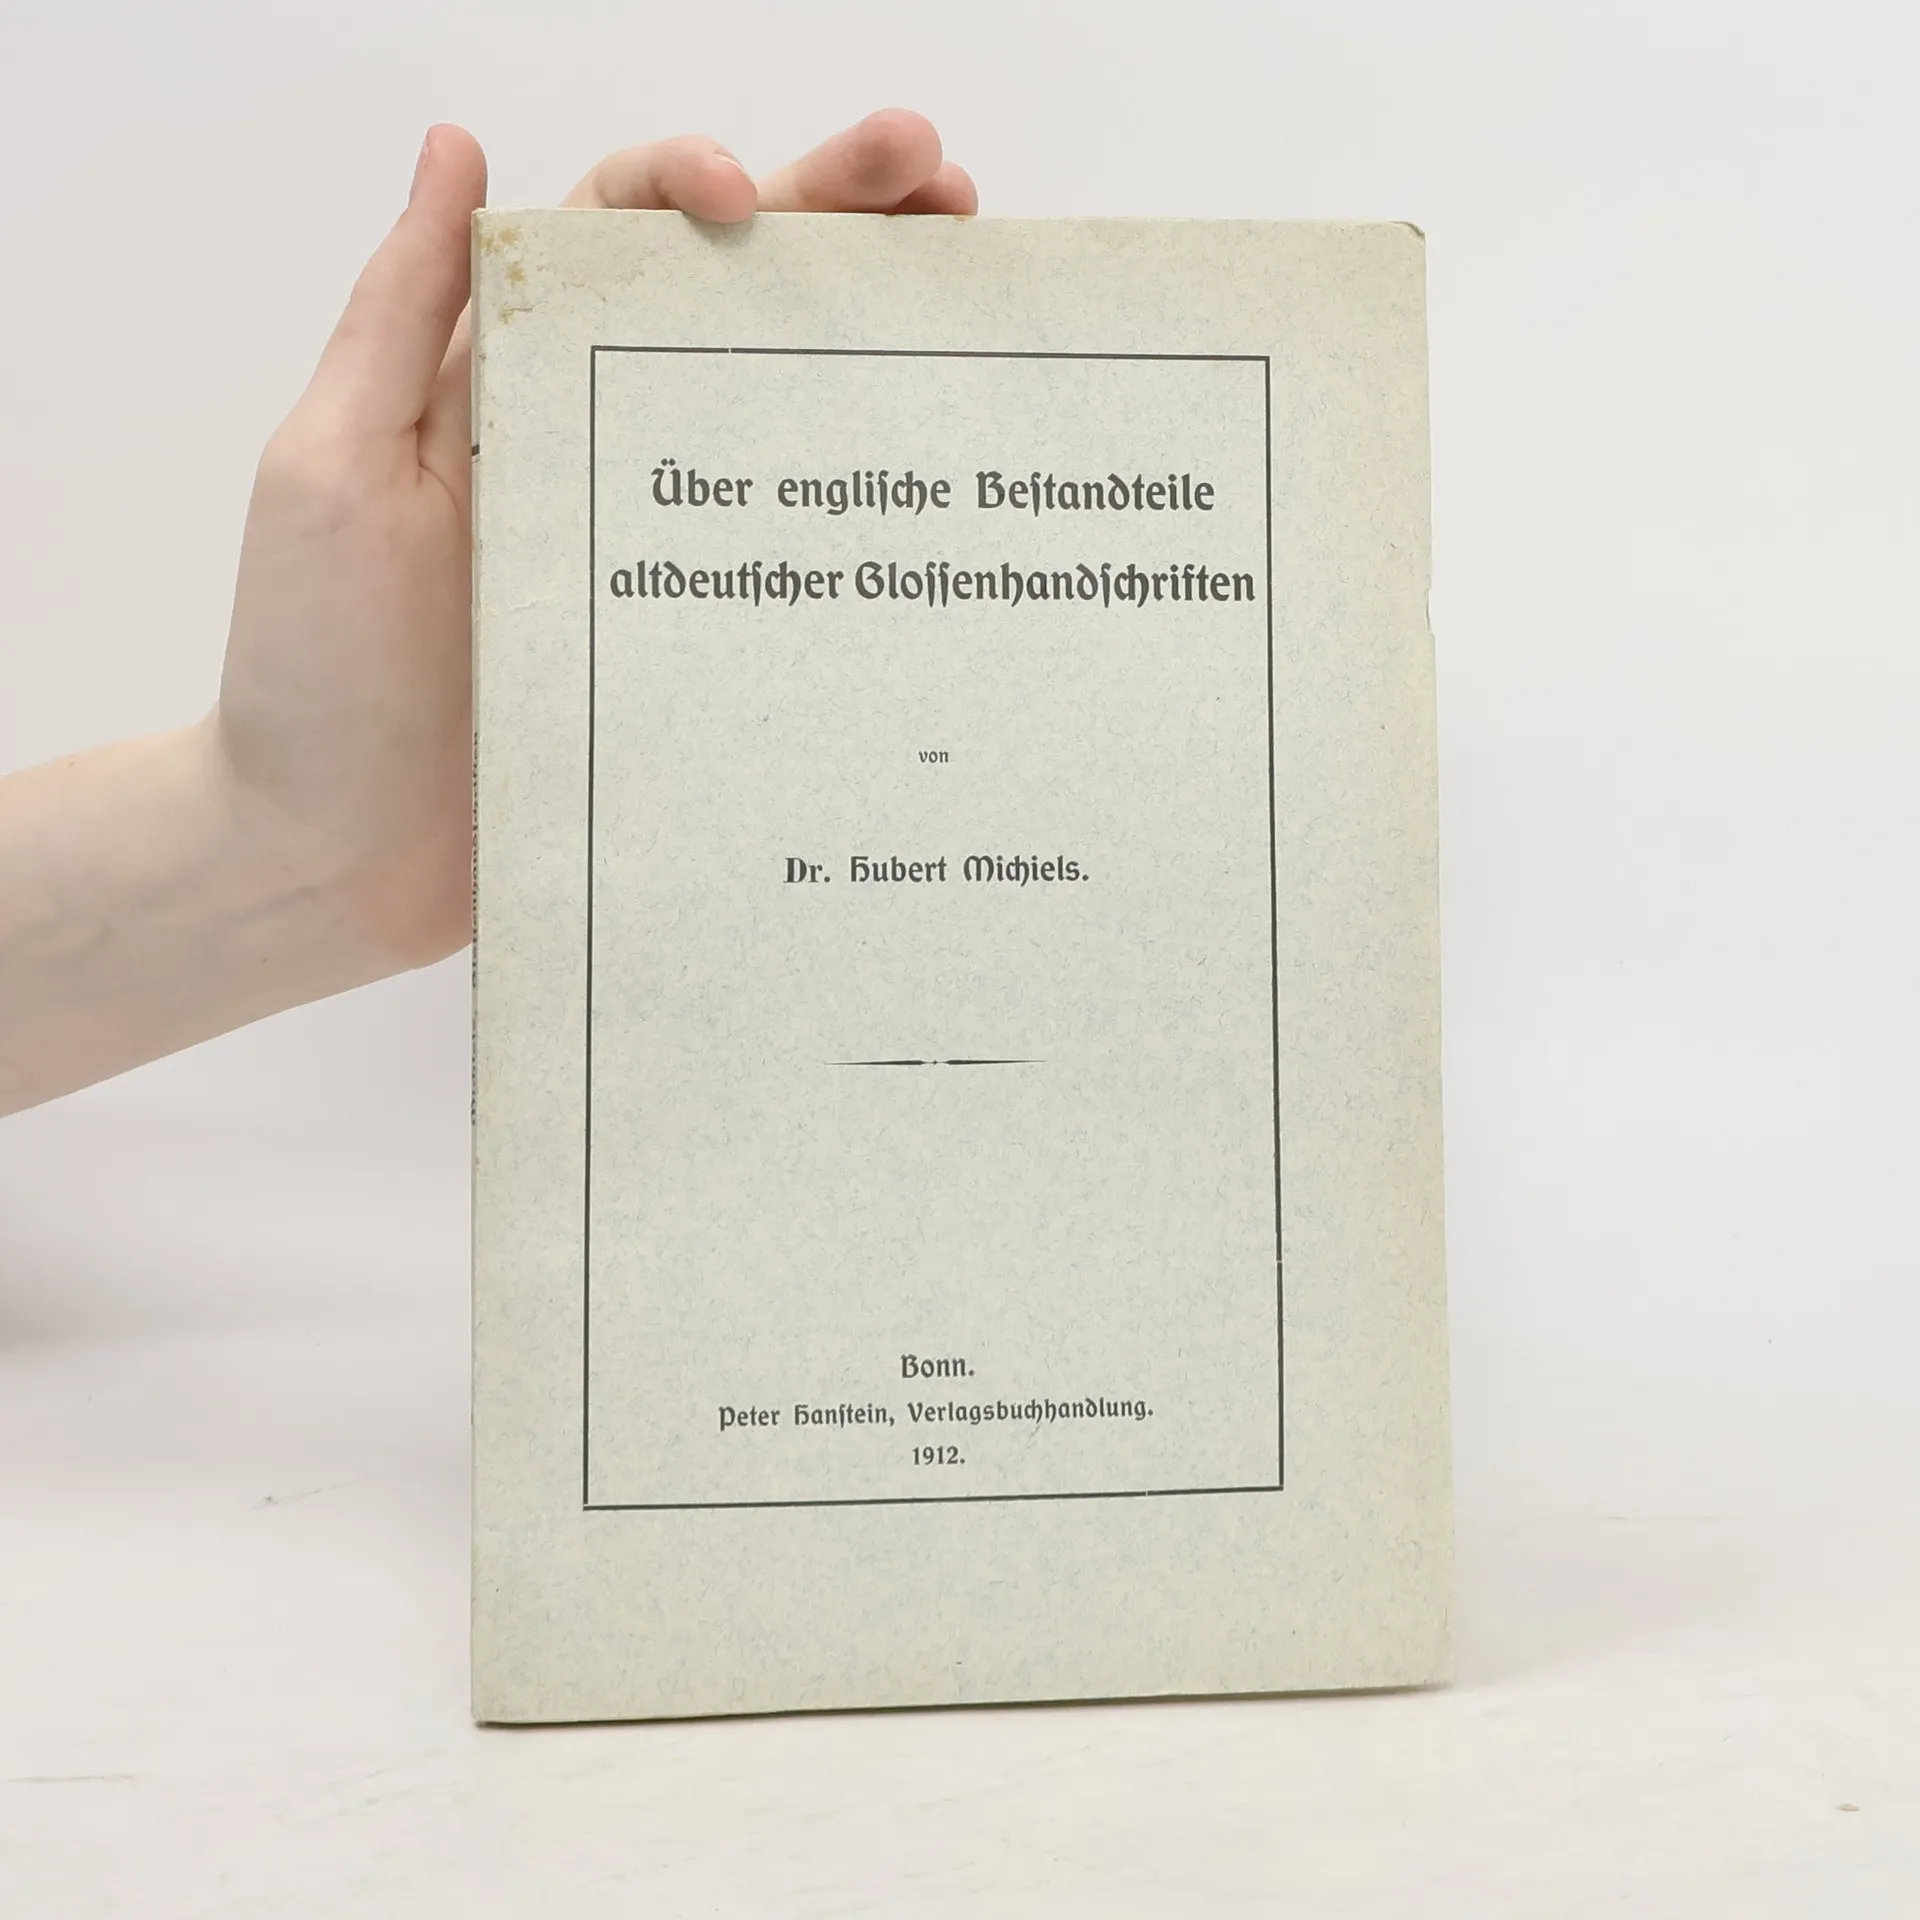 Über engliſche Beſtandteile
altdeutſcher Gloſſenhandſchriften
von
Dr. Hubert Michiels.
Bonn.
Peter Hanſtein, Verlagsbuchhandlung.
1912.